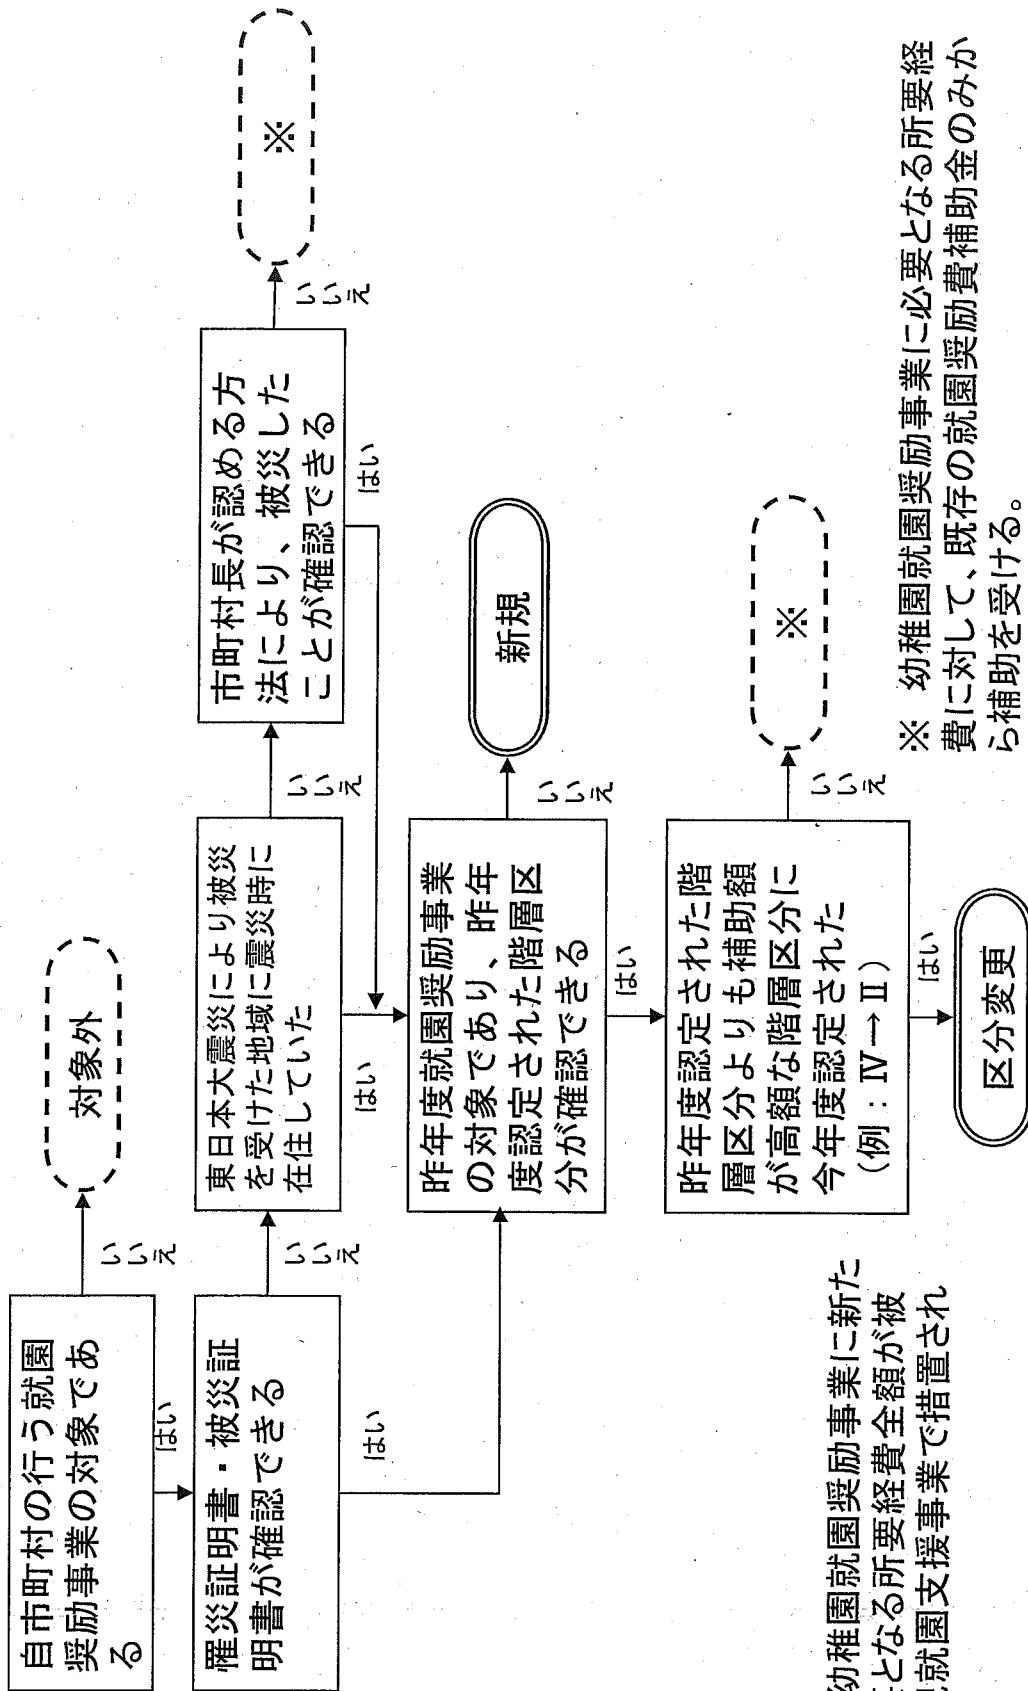 自市町村の行う就園
奨励事業の対象であ
る
いいえ
対象外
はい
罹災証明書・被災証
明書が確認できる
いいえ
東日本大震災により被災
を受けた地域に震災時に
在住していた
いいえ
市町村長が認める方
法により、被災した
ことが確認できる
いいえ
※
はい
はい
はい
昨年度就園奨励事業
の対象であり、昨年
度認定された階層区
分が確認できる
いいえ
新規
はい
昨年度認定された階
層区分よりも補助額
が高額な階層区分に
今年度認定された
(例：Ⅳ→Ⅱ)
いいえ
※
はい
区分変更
幼稚園就園奨励事業に新た
となる所要経費全額が被
就園支援事業で措置され
※ 幼稚園就園奨励事業に必要となる所要経
費に対して、既存の就園奨励費補助金のみか
ら補助を受ける。